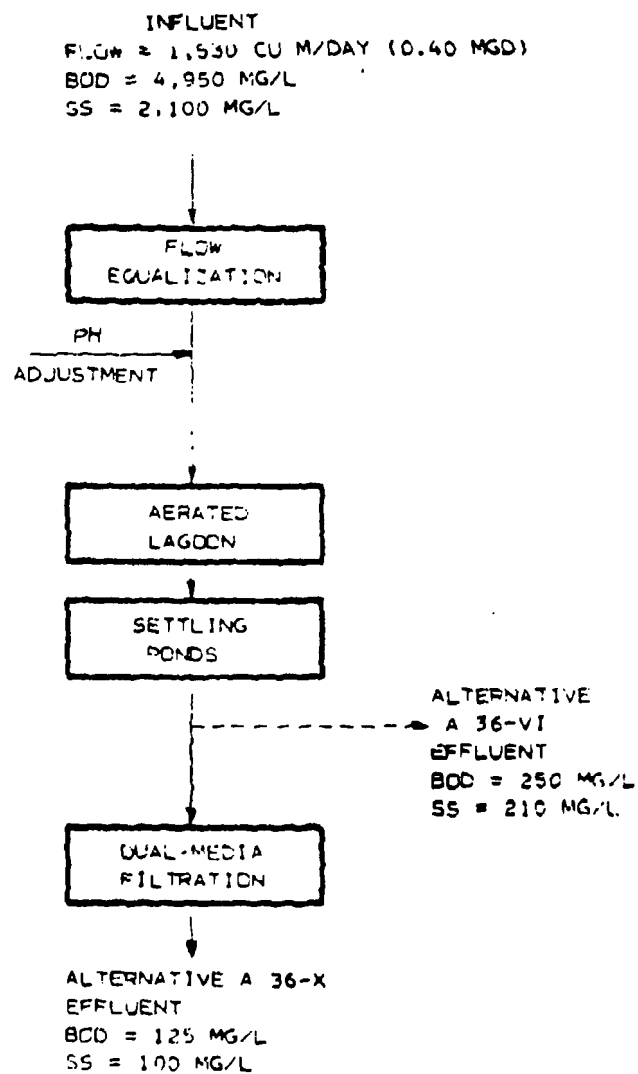 INFLUENT
FLOW = 1,530 CU M/DAY (0.40 MGD)
BOD = 4,950 MG/L
SS = 2,100 MG/L
FLOW
EQUALIZATION
PH
ADJUSTMENT
AERATED
LAGOON
SETTLING
PONDS
ALTERNATIVE
A 36-VI
EFFLUENT
BOD = 250 MG/L
SS = 210 MG/L
DUAL-MEDIA
FILTRATION
ALTERNATIVE A 36-X
EFFLUENT
BOD = 125 MG/L
SS = 100 MG/L